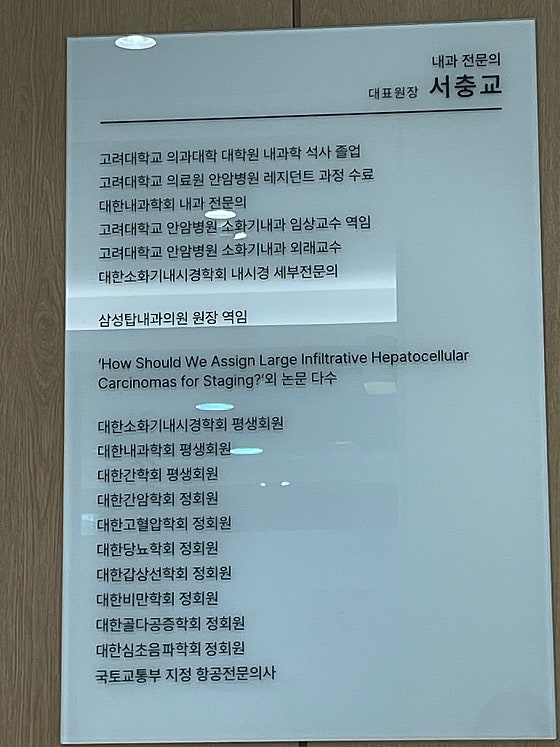 내과 전문의
대표원장 서충교
고려대학교 의과대학 대학원 내과학 석사 졸업
고려대학교 의료원 안암병원 레지던트 과정 수료
대한내과학회 내과 전문의
고려대학교 안암병원 소화기내과 임상교수 역임
고려대학교 안암병원 소화기내과 외래교수
대한소화기내시경학회 내시경 세부전문의
삼성탑내과의원 원장 역임
'How Should We Assign Large Infiltrative Hepatocellular
Carcinomas for Staging?'외 논문 다수
대한소화기내시경학회 평생회원
대한내과학회 평생회원
대한간학회 평생회원
대한간암학회 정회원
대한고혈압학회 정회원
대한당뇨학회 정회원
대한갑상선학회 정회원
대한비만학회 정회원
대한골다공증학회 정회원
대한심초음파학회 정회원
국토교통부 지정 항공전문의사